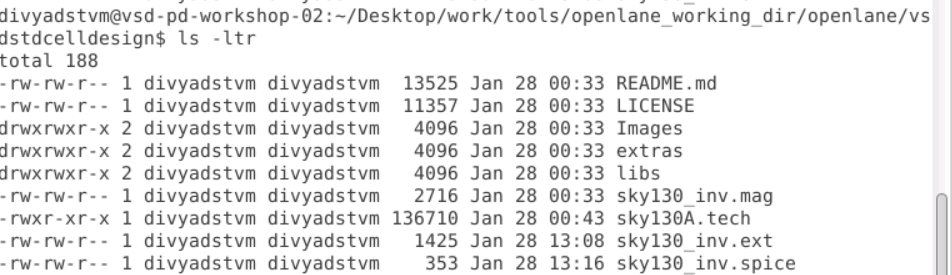 divyadstvm@vsd-pd-workshop-02:~/Desktop/work/tools/openlane_working_dir/openlane/vs
dstdcelldesign$ ls -ltr
total 188
-rw-rw-r-- 1 divyadstvm divyadstvm  13525 Jan 28 00:33 README.md
-rw-rw-r-- 1 divyadstvm divyadstvm  11357 Jan 28 00:33 LICENSE
drwxrwxr-x 2 divyadstvm divyadstvm   4096 Jan 28 00:33 Images
drwxrwxr-x 2 divyadstvm divyadstvm   4096 Jan 28 00:33 extras
drwxrwxr-x 2 divyadstvm divyadstvm   4096 Jan 28 00:33 libs
-rw-rw-r-- 1 divyadstvm divyadstvm   2716 Jan 28 00:33 sky130_inv.mag
-rwxr-xr-x 1 divyadstvm divyadstvm 136710 Jan 28 00:43 sky130A.tech
-rw-rw-r-- 1 divyadstvm divyadstvm   1425 Jan 28 13:08 sky130_inv.ext
-rw-rw-r-- 1 divyadstvm divyadstvm    353 Jan 28 13:16 sky130_inv.spice